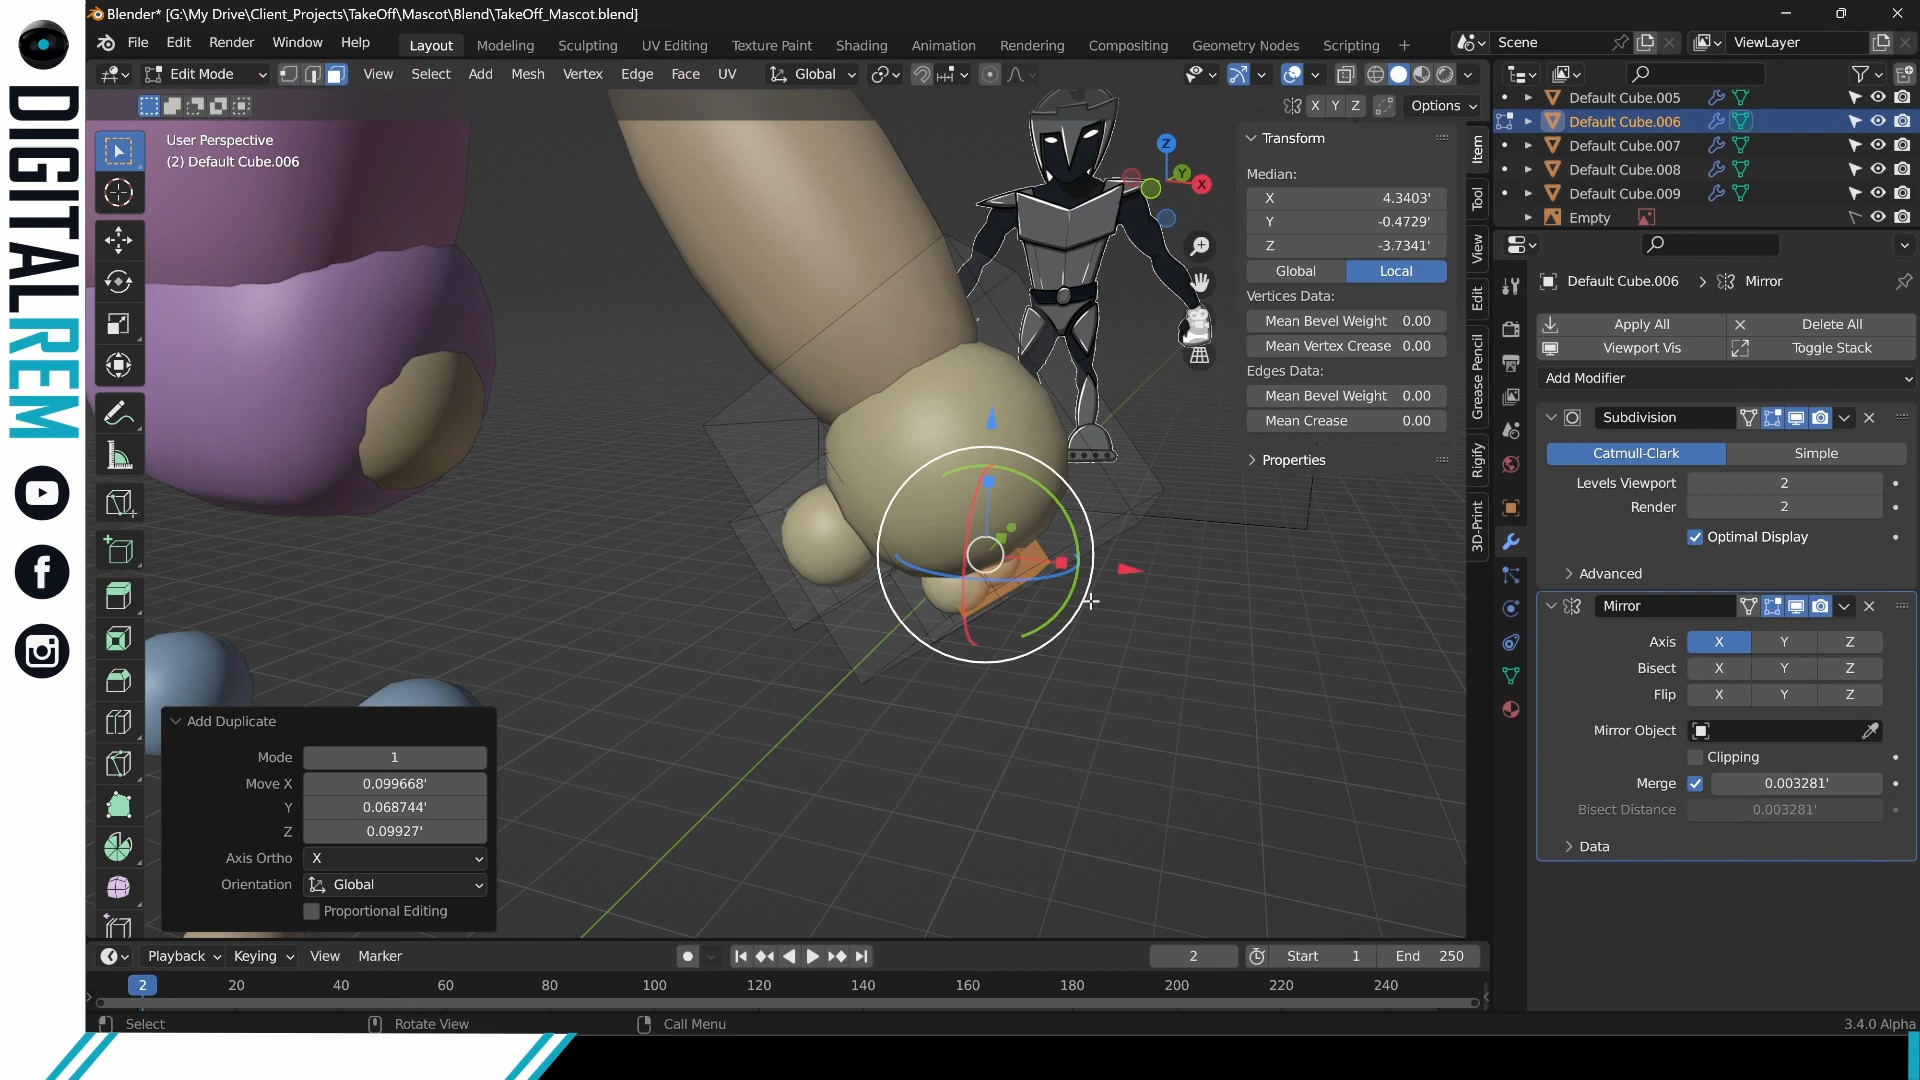 DIGITALREM
Blender* [G:\My Drive\Client_Projects\TakeOff\Mascot\Blend\TakeOff_Mascot.blend]
File Edit Render Window Help
Layout Modeling Sculpting UV Editing Texture Paint Shading Animation Rendering Compositing Geometry Nodes Scripting +
Scene
ViewLayer
Edit Mode
View Select Add Mesh Vertex Edge Face UV
Global
X Y Z Options
User Perspective
(2) Default Cube.006
Z
Y
X
Transform
Median:
X 4.3403'
Y -0.4729'
Z -3.7341'
Global Local
Vertices Data:
Mean Bevel Weight 0.00
Mean Vertex Crease 0.00
Edges Data:
Mean Bevel Weight 0.00
Mean Crease 0.00
Properties
Item
Tool
View
Edit
Grease Pencil
Rigify
3D-Print
Default Cube.005
Default Cube.006
Default Cube.007
Default Cube.008
Default Cube.009
Empty
Default Cube.006 > Mirror
Apply All Delete All
Viewport Vis Toggle Stack
Add Modifier
Subdivision
Catmull-Clark Simple
Levels Viewport 2
Render 2
Optimal Display
Advanced
Mirror
Axis X Y Z
Bisect X Y Z
Flip X Y Z
Mirror Object
Clipping
Merge 0.003281'
Bisect Distance 0.003281'
Data
Add Duplicate
Mode 1
Move X 0.099668'
Y 0.068744'
Z 0.09927'
Axis Ortho X
Orientation Global
Proportional Editing
Playback Keying View Marker
2 Start 1 End 250
2 20 40 60 80 100 120 140 160 180 200 220 240
Select Rotate View Call Menu
3.4.0 Alpha